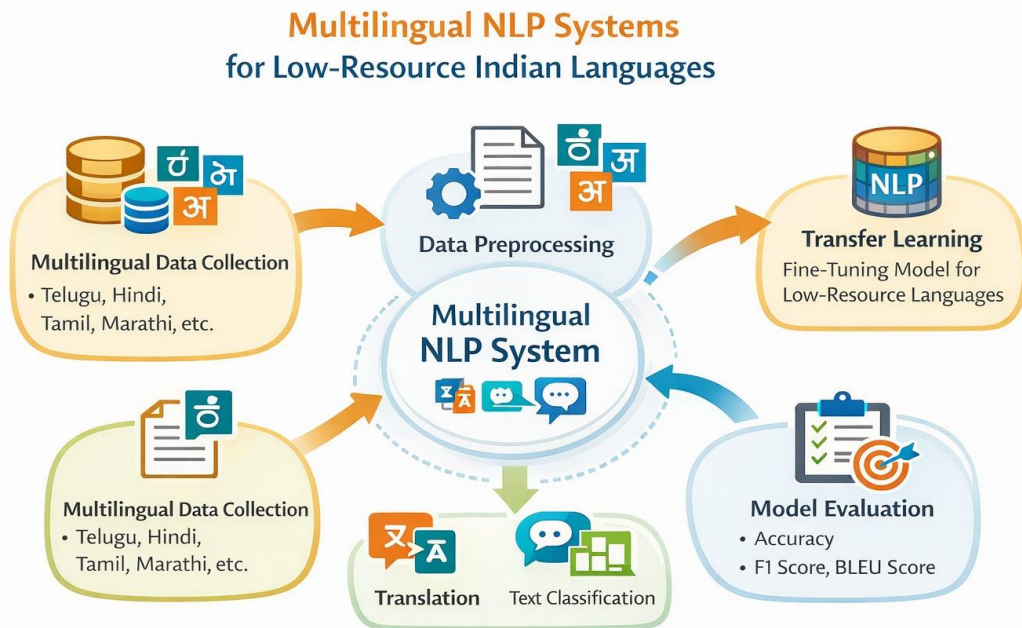 Multilingual NLP Systems
for Low-Resource Indian Languages
अ
अ
NLP
Multilingual Data Collection
• Telugu, Hindi,
Tamil, Marathi, etc.
Data Preprocessing
Transfer Learning
Fine-Tuning Model for
Low-Resource Languages
Multilingual
NLP System
Multilingual Data Collection
• Telugu, Hindi,
Tamil, Marathi, etc.
Translation
Text Classification
Model Evaluation
• Accuracy
• F1 Score, BLEU Score